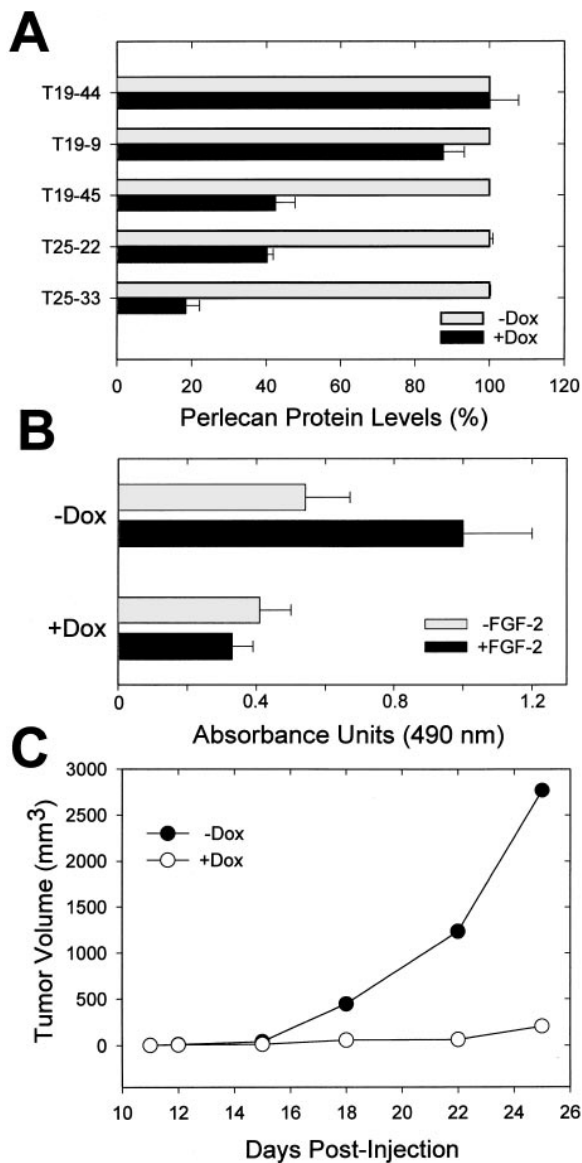 A
T19-44
T19-9
T19-45
T25-22
T25-33
-Dox
+Dox
0 20 40 60 80 100 120
Perlecan Protein Levels (%)
B
-Dox
+Dox
-FGF-2
+FGF-2
0 0.4 0.8 1.2
Absorbance Units (490 nm)
C
3000
2500
2000
1500
1000
500
0
Tumor Volume (mm³)
-Dox
+Dox
10 12 14 16 18 20 22 24 26
Days Post-Injection